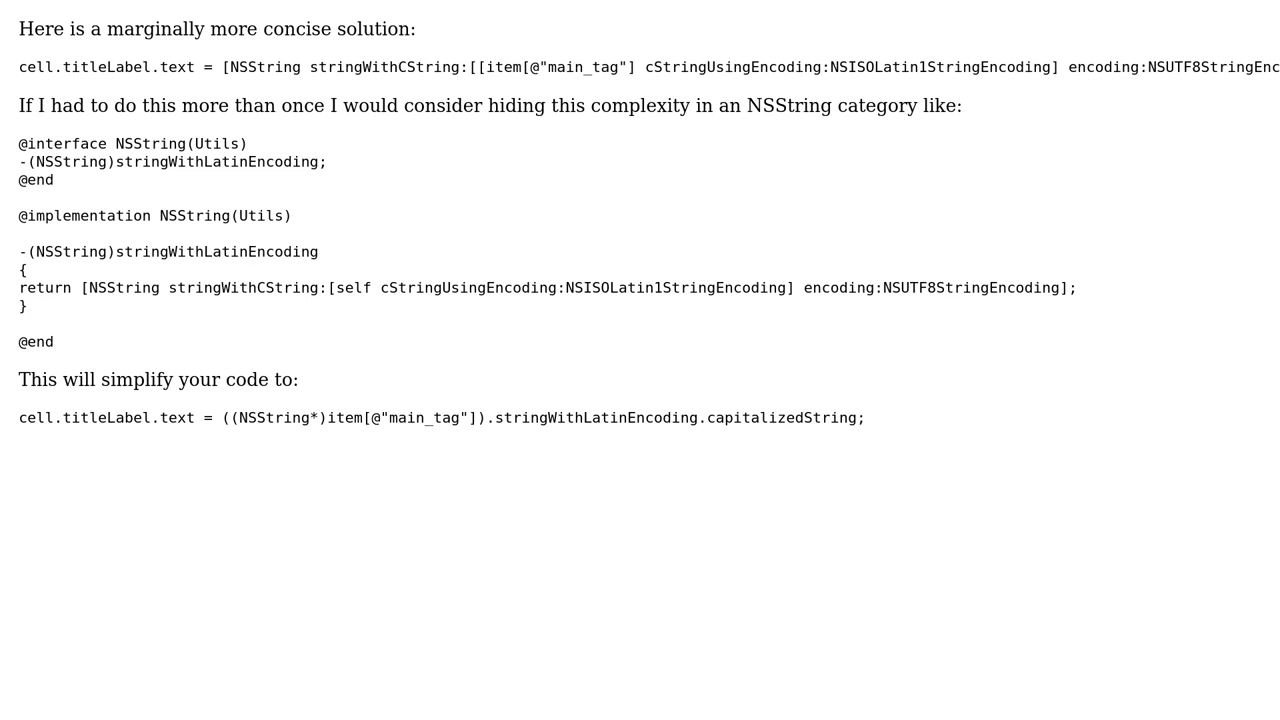 Here is a marginally more concise solution:
cell.titleLabel.text = [NSString stringWithCString:[[item[@"main_tag"] cStringUsingEncoding:NSISOLatin1StringEncoding] encoding:NSUTF8StringEnc
If I had to do this more than once I would consider hiding this complexity in an NSString category like:
@interface NSString(Utils)
-(NSString)stringWithLatinEncoding;
@end
@implementation NSString(Utils)
-(NSString)stringWithLatinEncoding
{
return [NSString stringWithCString:[self cStringUsingEncoding:NSISOLatin1StringEncoding] encoding:NSUTF8StringEncoding];
}
@end
This will simplify your code to:
cell.titleLabel.text = ((NSString*)item[@"main_tag"]).stringWithLatinEncoding.capitalizedString;